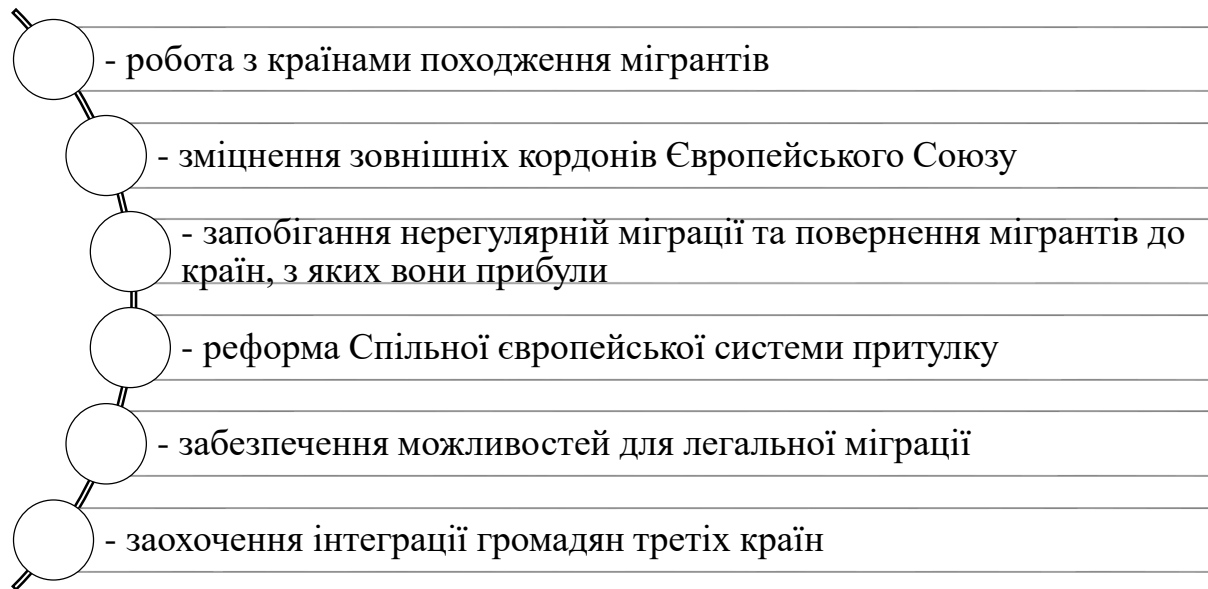 - робота з країнами походження мігрантів
- зміцнення зовнішніх кордонів Європейського Союзу
- запобігання нерегулярній міграції та повернення мігрантів до
країн, з яких вони прибули
- реформа Спільної європейської системи притулку
- забезпечення можливостей для легальної міграції
- заохочення інтеграції громадян третіх країн